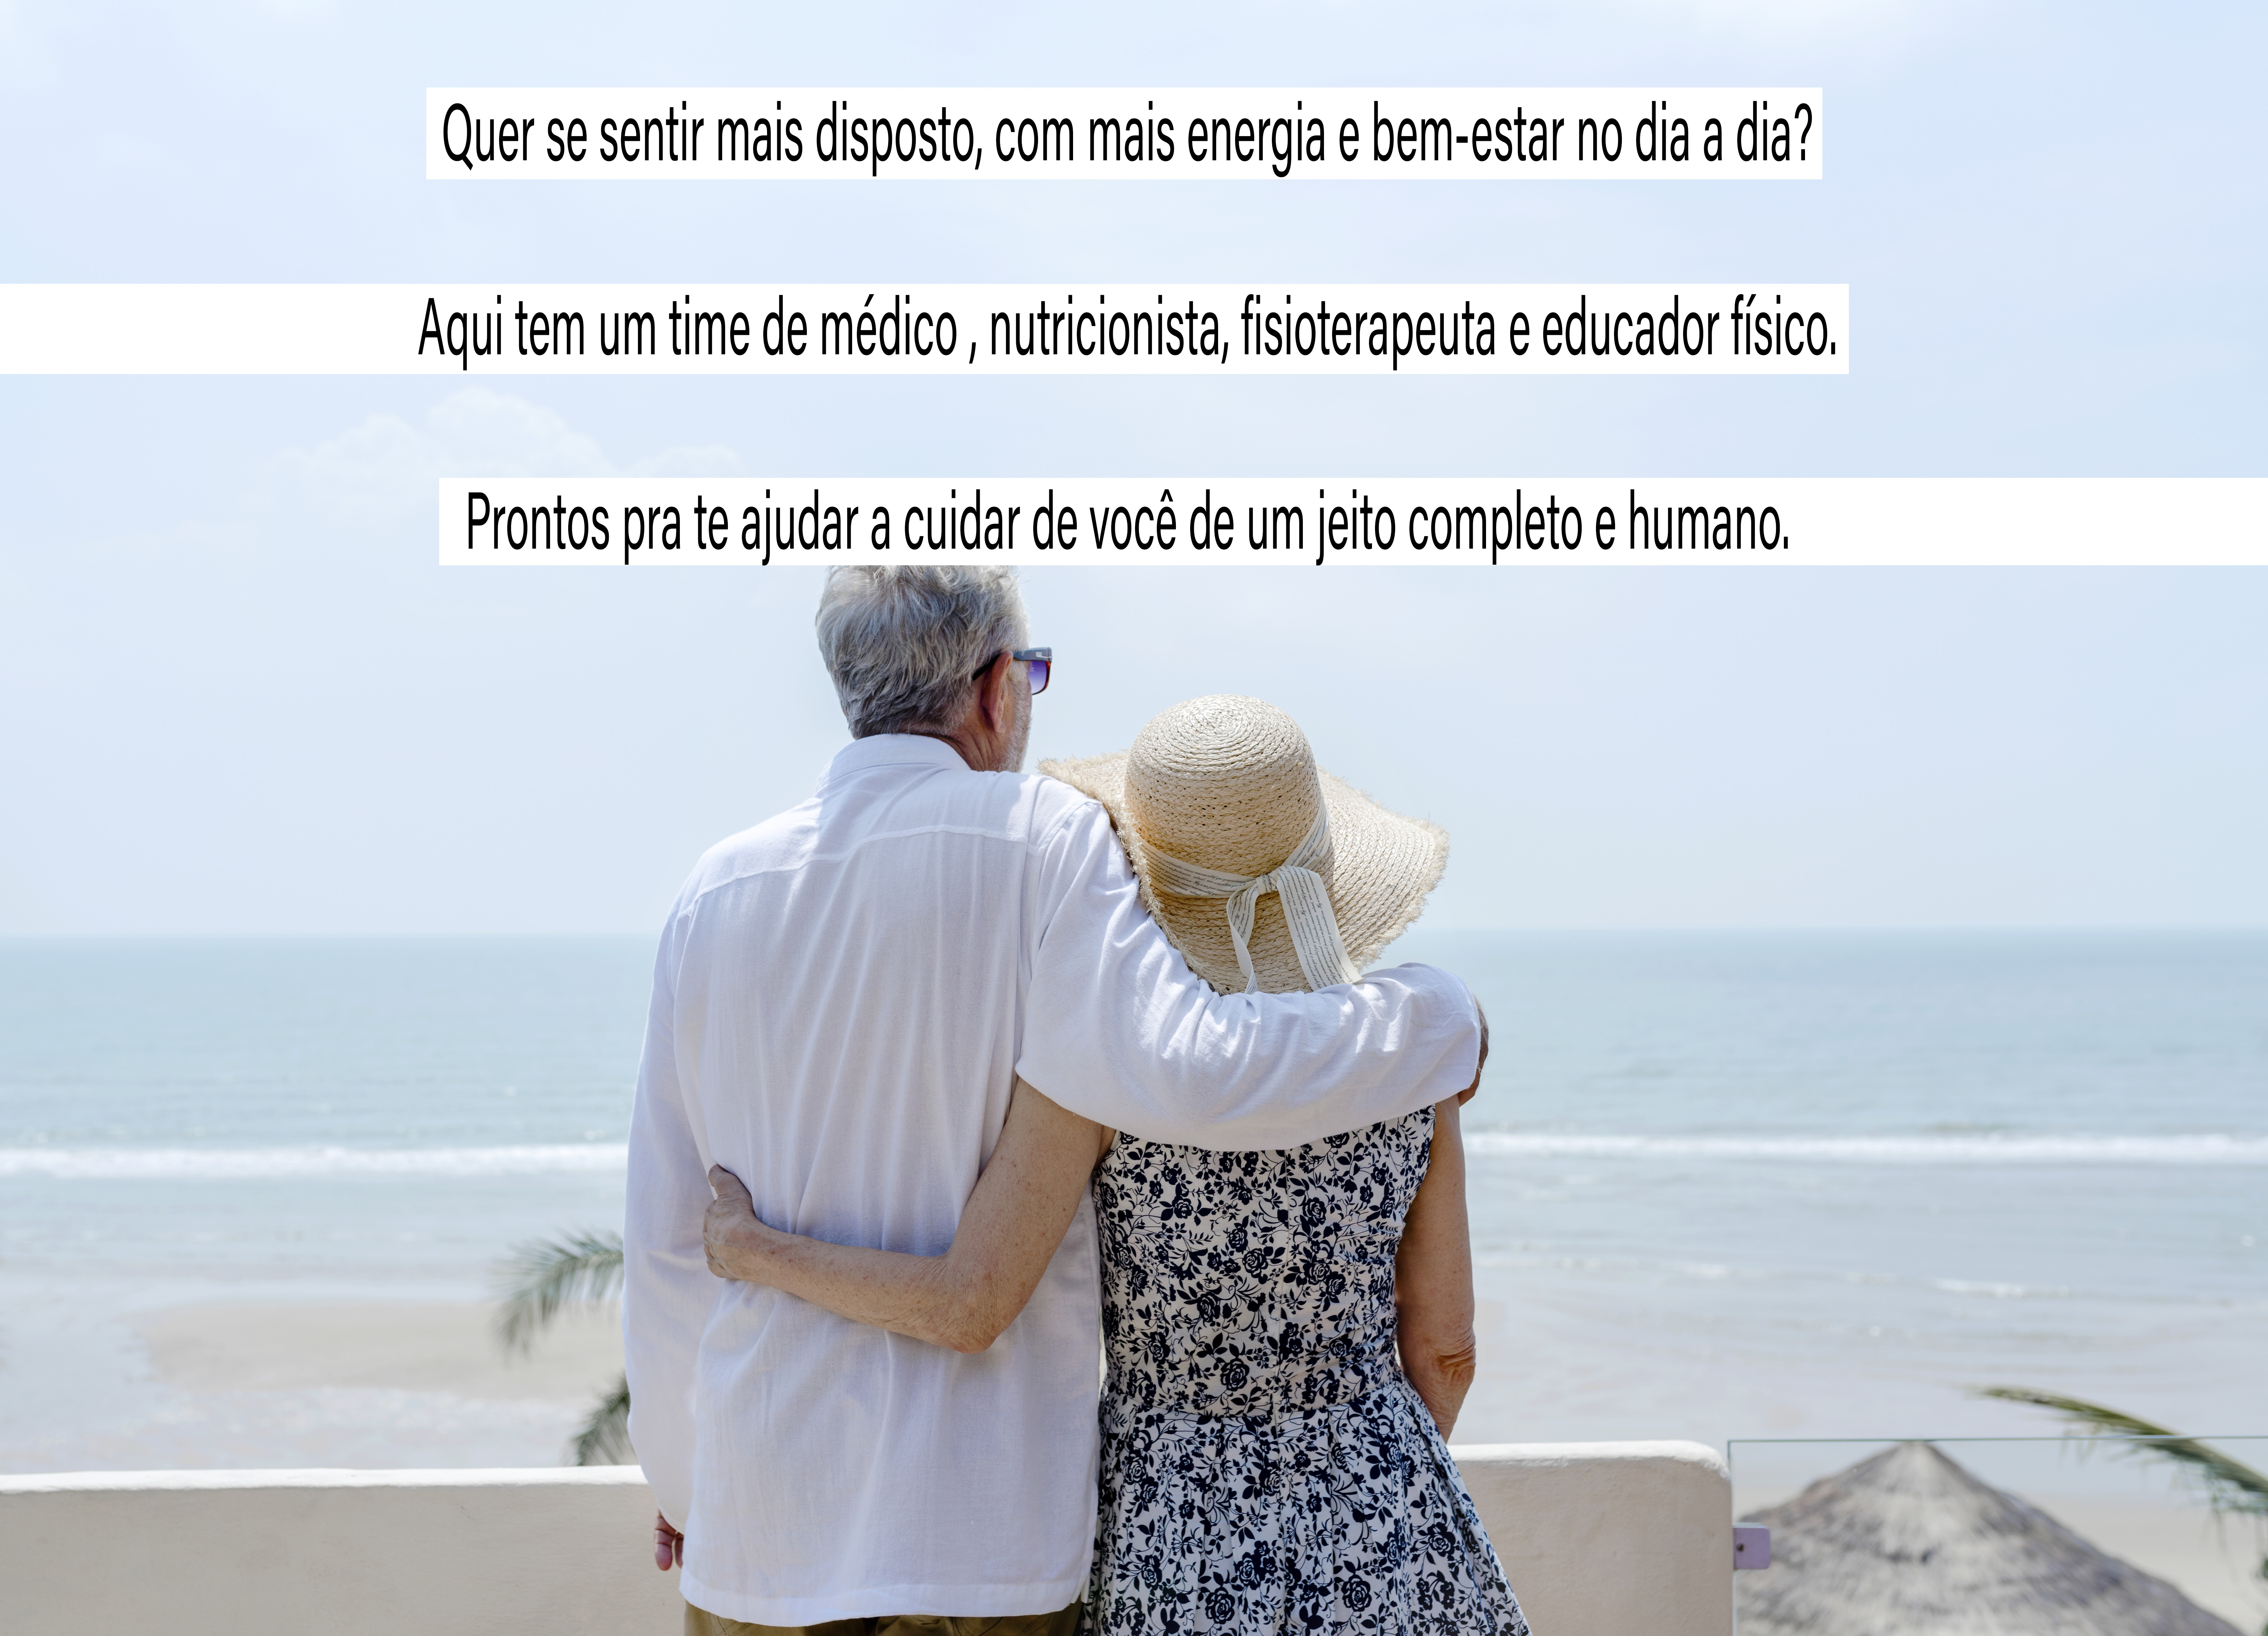 Quer se sentir mais disposto, com mais energia e bem-estar no dia a dia?
Aqui tem um time de médico , nutricionista, fisioterapeuta e educador físico.
Prontos pra te ajudar a cuidar de você de um jeito completo e humano.